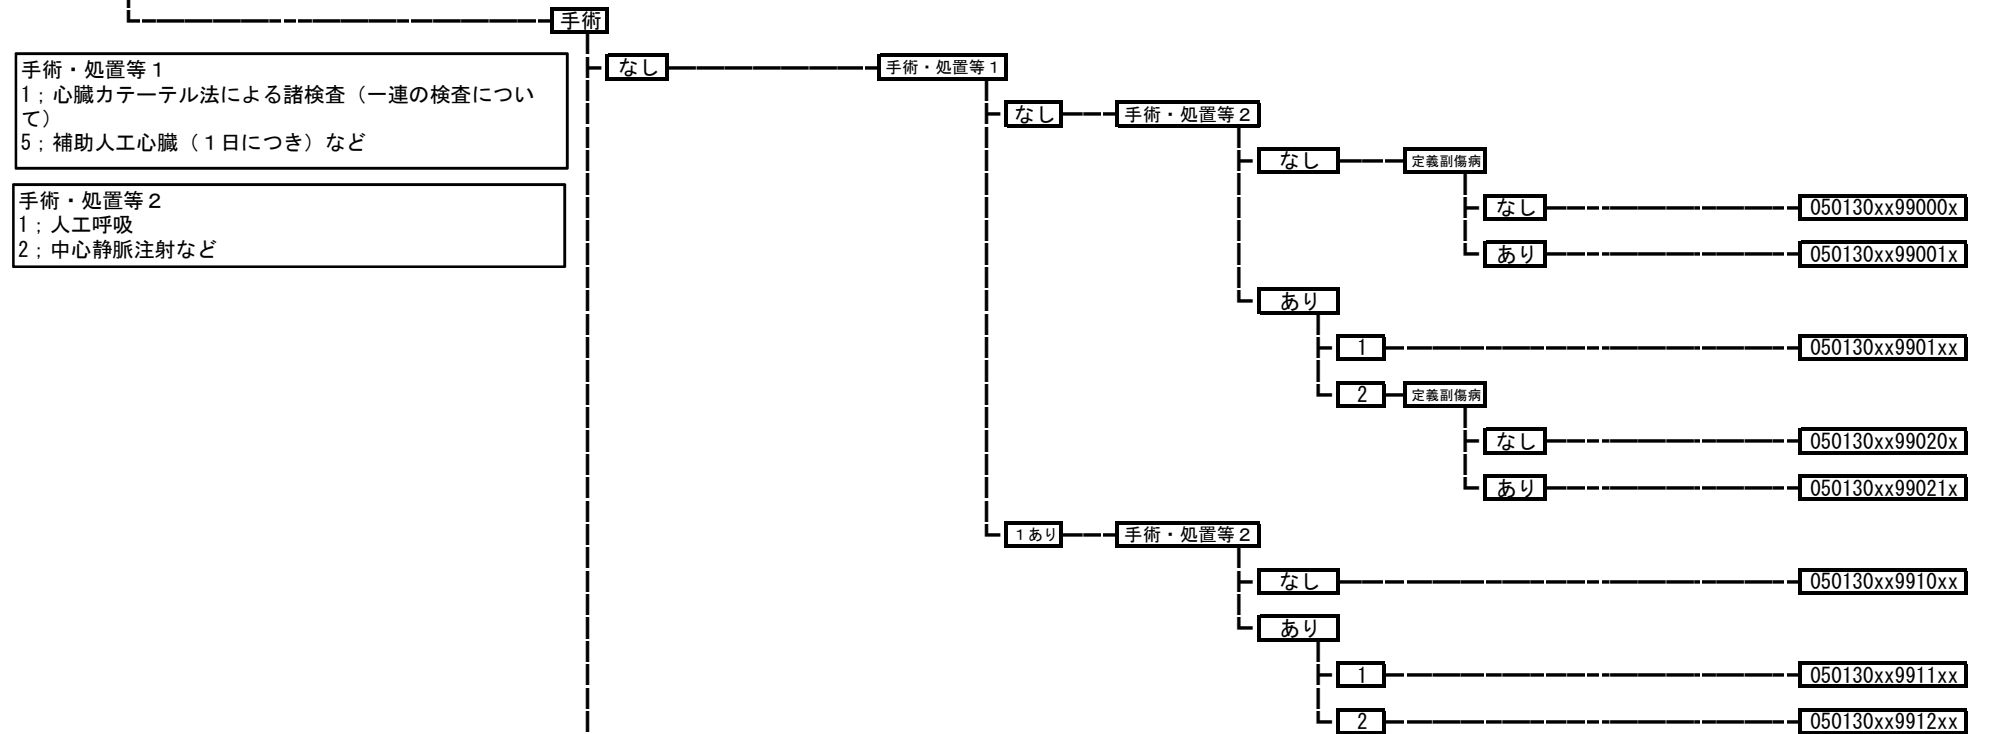 手術
手術・処置等１
1；心臓カテーテル法による諸検査（一連の検査につい
て）
5；補助人工心臓（１日につき）など
手術・処置等２
1；人工呼吸
2；中心静脈注射など
なし
手術・処置等１
なし
手術・処置等２
なし
定義副傷病
なし
050130xx99000x
あり
050130xx99001x
あり
1
050130xx9901xx
2
定義副傷病
なし
050130xx99020x
あり
050130xx99021x
１あり
手術・処置等２
なし
050130xx9910xx
あり
1
050130xx9911xx
2
050130xx9912xx